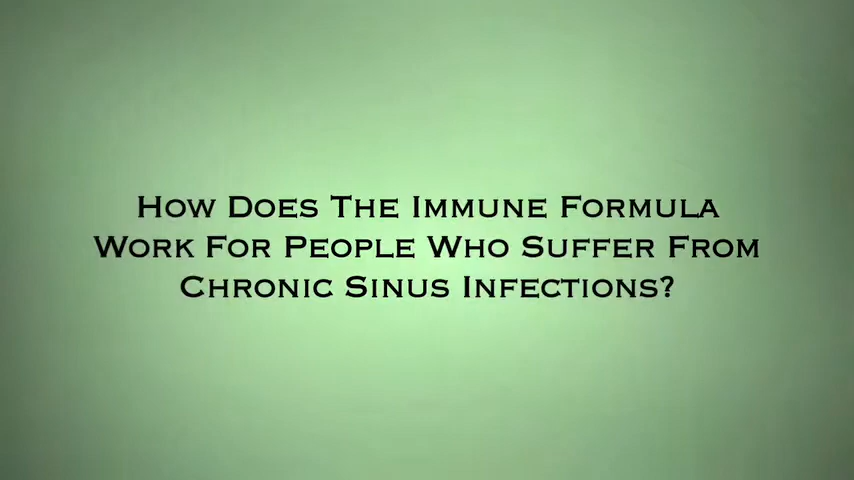 How Does The Immune Formula
Work For People Who Suffer From
Chronic Sinus Infections?